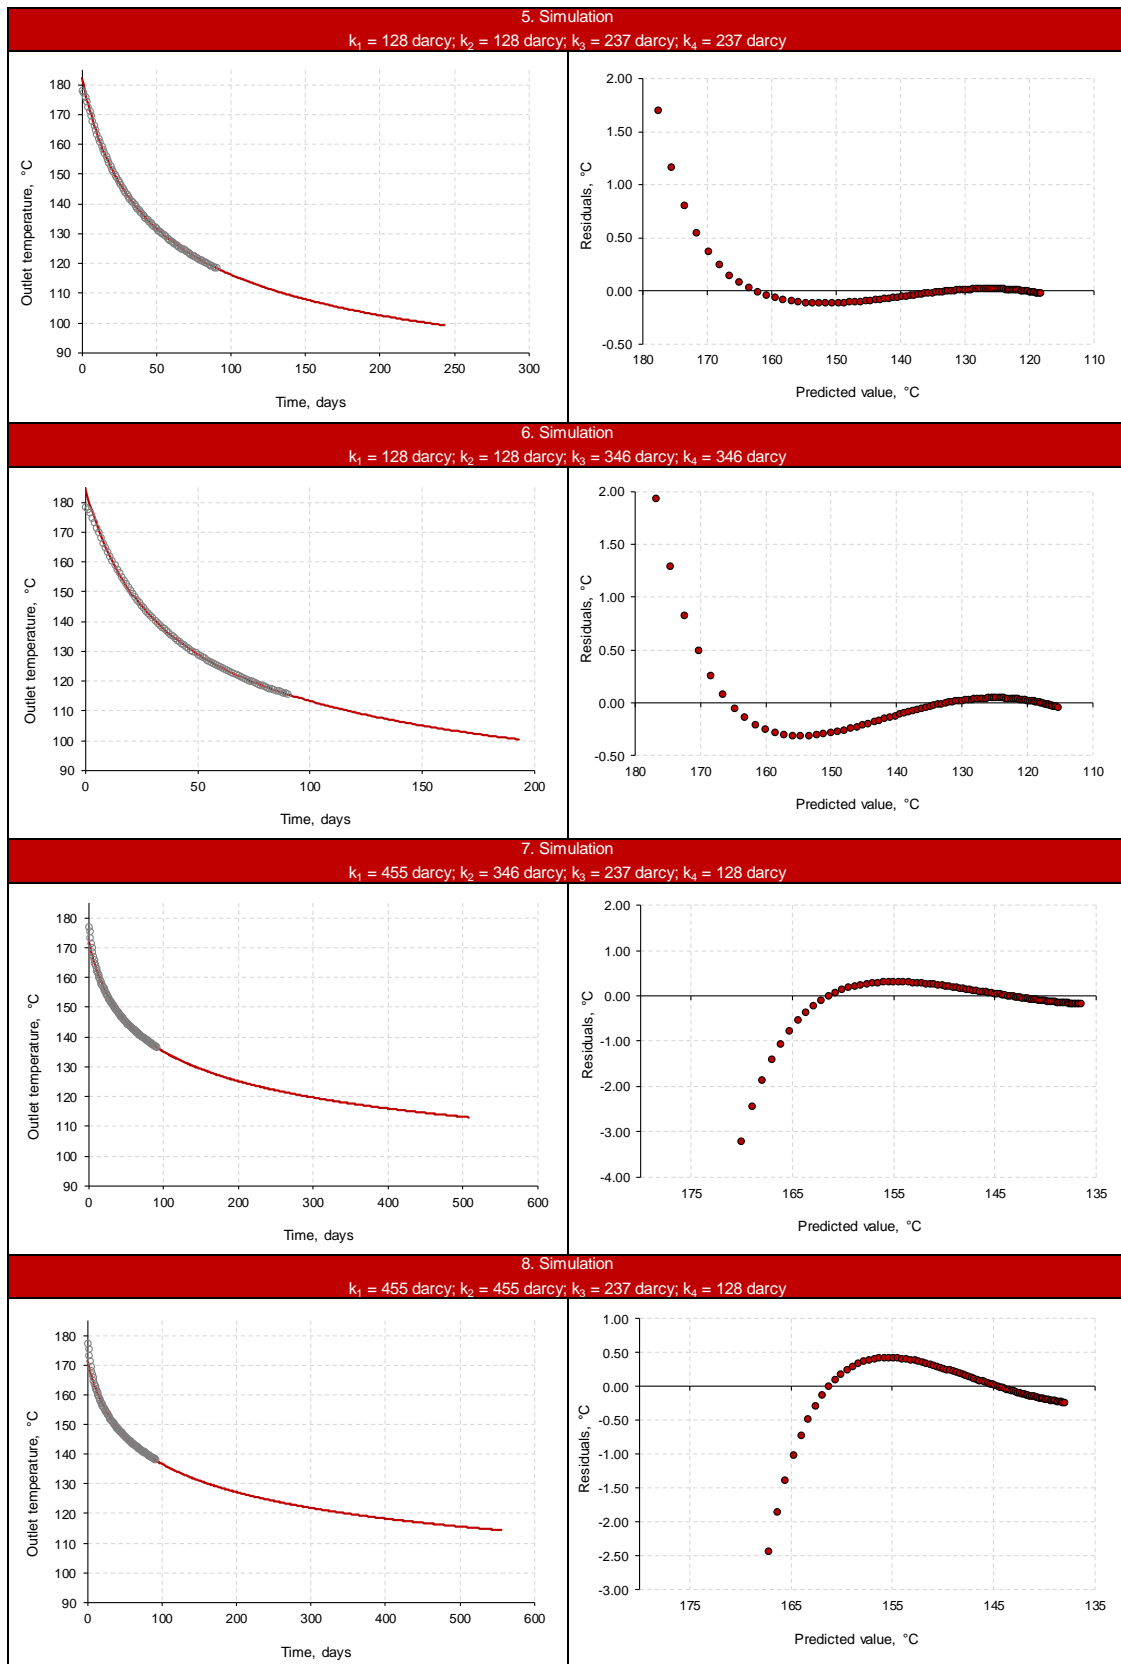 5. Simulation
k₁ = 128 darcy; k₂ = 128 darcy; k₃ = 237 darcy; k₄ = 237 darcy
Outlet temperature, °C
180
170
160
150
140
130
120
110
100
90
0 50 100 150 200 250 300
Time, days
Residuals, °C
2.00
1.50
1.00
0.50
0.00
-0.50
180 170 160 150 140 130 120 110
Predicted value, °C
6. Simulation
k₁ = 128 darcy; k₂ = 128 darcy; k₃ = 346 darcy; k₄ = 346 darcy
Outlet temperature, °C
180
170
160
150
140
130
120
110
100
90
0 50 100 150 200
Time, days
Residuals, °C
2.00
1.50
1.00
0.50
0.00
-0.50
180 170 160 150 140 130 120 110
Predicted value, °C
7. Simulation
k₁ = 455 darcy; k₂ = 346 darcy; k₃ = 237 darcy; k₄ = 128 darcy
Outlet temperature, °C
180
170
160
150
140
130
120
110
100
90
0 100 200 300 400 500 600
Time, days
Residuals, °C
2.00
1.00
0.00
-1.00
-2.00
-3.00
-4.00
175 165 155 145 135
Predicted value, °C
8. Simulation
k₁ = 455 darcy; k₂ = 455 darcy; k₃ = 237 darcy; k₄ = 128 darcy
Outlet temperature, °C
180
170
160
150
140
130
120
110
100
90
0 100 200 300 400 500 600
Time, days
Residuals, °C
1.00
0.50
0.00
-0.50
-1.00
-1.50
-2.00
-2.50
-3.00
175 165 155 145 135
Predicted value, °C